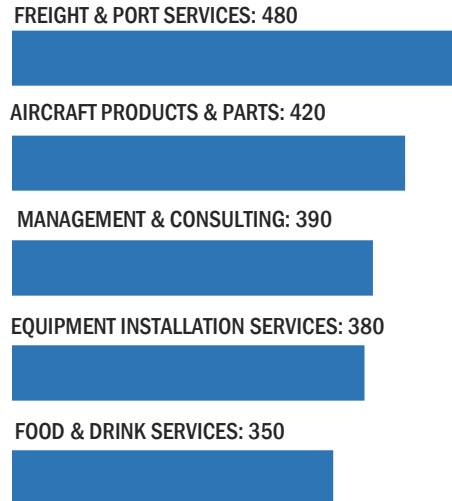 FREIGHT & PORT SERVICES: 480
AIRCRAFT PRODUCTS & PARTS: 420
MANAGEMENT & CONSULTING: 390
EQUIPMENT INSTALLATION SERVICES: 380
FOOD & DRINK SERVICES: 350